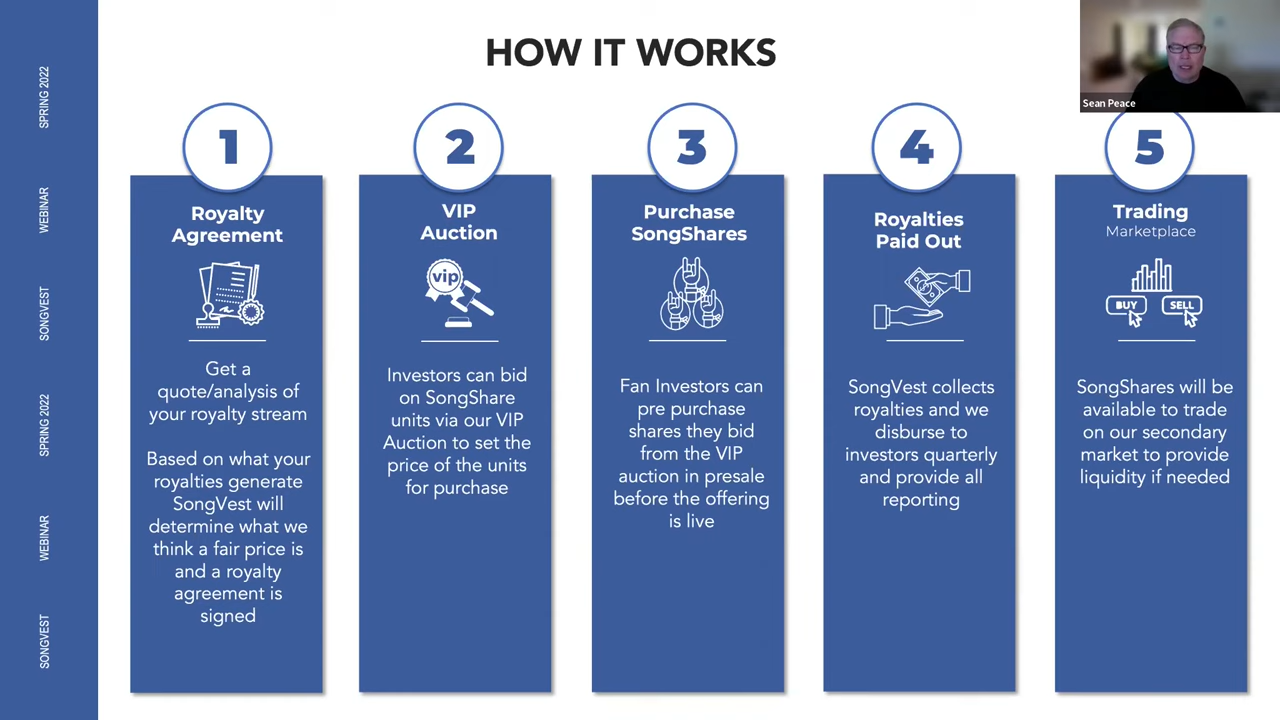 HOW IT WORKS
Sean Peace
SPRING 2022
WEBINAR
SONGVEST
SPRING 2022
WEBINAR
SONGVEST
1
Royalty
Agreement
Get a
quote/analysis of
your royalty stream
Based on what your
royalties generate
SongVest will
determine what we
think a fair price is
and a royalty
agreement is
signed
2
VIP
Auction
vip
Investors can bid
on SongShare
units via our VIP
Auction to set the
price of the units
for purchase
3
Purchase
SongShares
Fan Investors can
pre purchase
shares they bid
from the VIP
auction in presale
before the offering
is live
4
Royalties
Paid Out
SongVest collects
royalties and we
disburse to
investors quarterly
and provide all
reporting
5
Trading
Marketplace
BUY SELL
SongShares will be
available to trade
on our secondary
market to provide
liquidity if needed